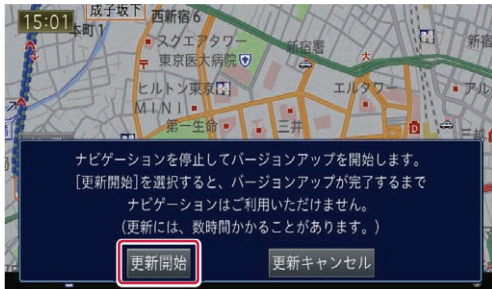 15:01
成子坂下
西新宿6
本町1
スクエアタワー
新宿署
新宿
東京医大病院
ヒルトン東京
エルタワー
アル
MINI
第一生命
三井
三越
ナビゲーションを停止してバージョンアップを開始します。
[更新開始]を選択すると、バージョンアップが完了するまで
ナビゲーションはご利用いただけません。
(更新には、数時間かかることがあります。)
更新開始
更新キャンセル